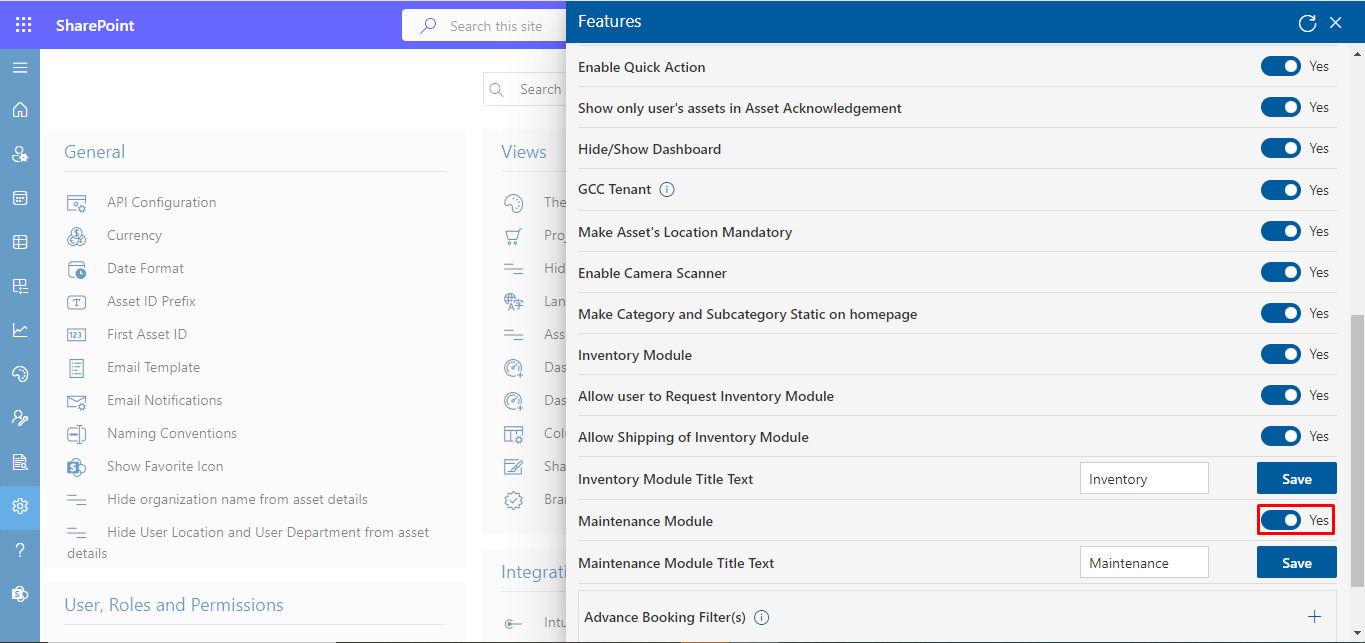 SharePoint
Search this site
Features
Search
General
API Configuration
Currency
Date Format
Asset ID Prefix
First Asset ID
Email Template
Email Notifications
Naming Conventions
Show Favorite Icon
Hide organization name from asset details
Hide User Location and User Department from asset
details
User, Roles and Permissions
Views
The
Proj
Hid
Lan
Ass
Das
Das
Colu
Sha
Bran
Integrati
Intu
Enable Quick Action Yes
Show only user's assets in Asset Acknowledgement Yes
Hide/Show Dashboard Yes
GCC Tenant Yes
Make Asset's Location Mandatory Yes
Enable Camera Scanner Yes
Make Category and Subcategory Static on homepage Yes
Inventory Module Yes
Allow user to Request Inventory Module Yes
Allow Shipping of Inventory Module Yes
Inventory Module Title Text Inventory Save
Maintenance Module Yes
Maintenance Module Title Text Maintenance Save
Advance Booking Filter(s)